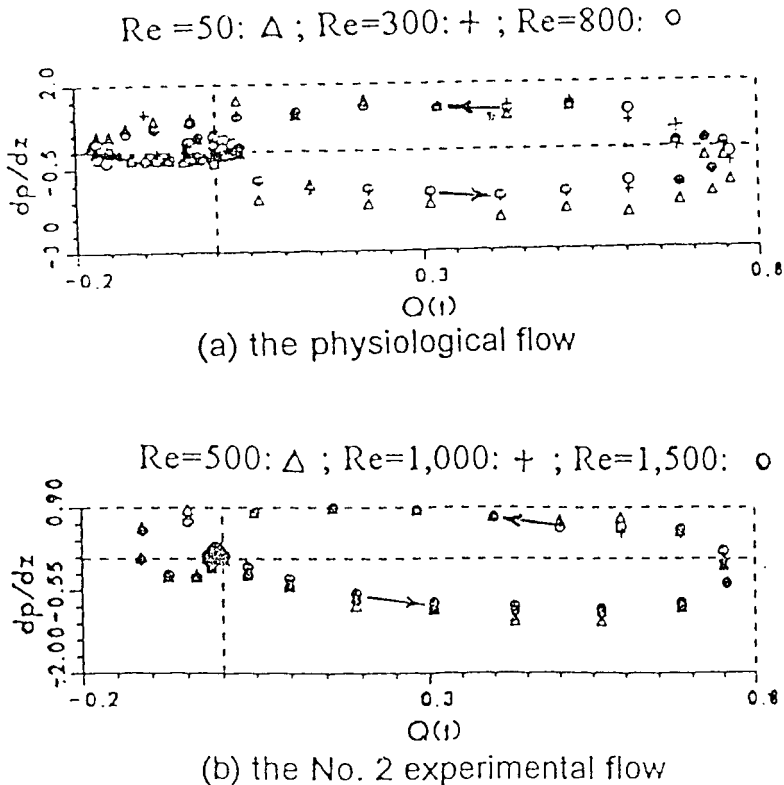 Re =50: Δ ; Re=300: + ; Re=800: ○
2.0
-0.5
-3.0
dp/dz
-0.2
0.3
0.8
Q(t)
(a) the physiological flow
Re=500: Δ ; Re=1,000: + ; Re=1,500: ○
0.90
-0.55
-2.00
dp/dz
-0.2
0.3
0.8
Q(t)
(b) the No. 2 experimental flow